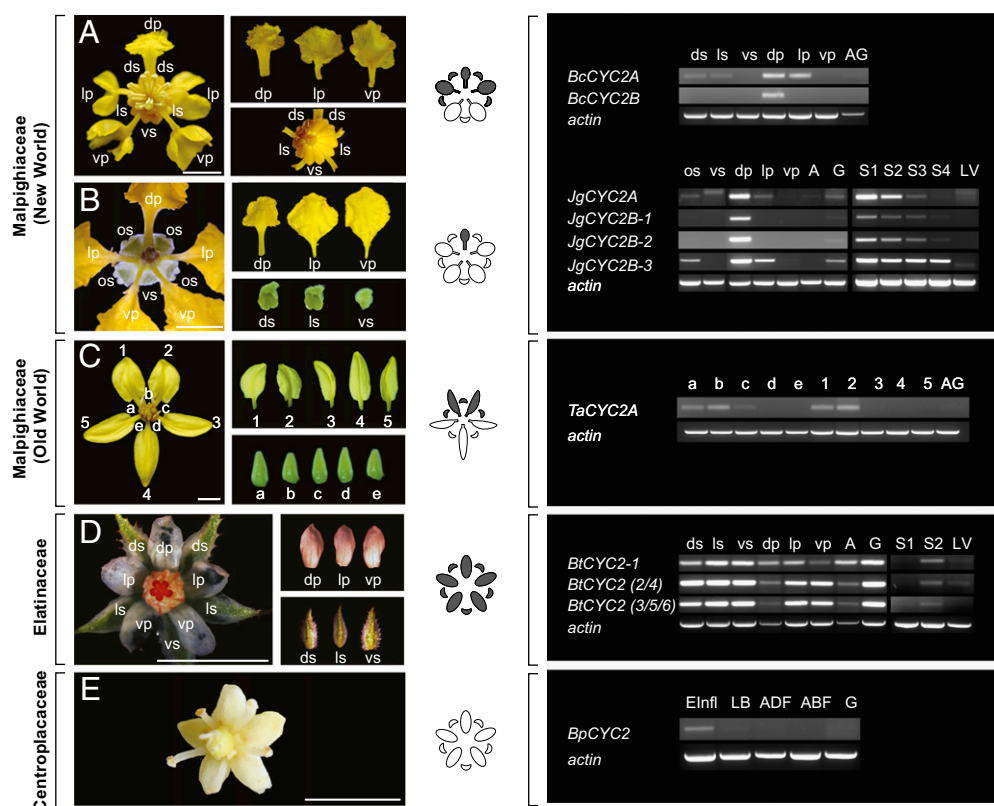 Malpighiaceae
(New World)
A
dp
ds ds
lp lp
ls ls
vs
vp vp
dp lp vp
ds ds
ls ls
vs
ds ls vs dp lp vp AG
BcCYC2A
BcCYC2B
actin
B
dp
os os
lp lp
os os
vs
vp vp
dp lp vp
ds ls vs
os vs dp lp vp A G S1 S2 S3 S4 LV
JgCYC2A
JgCYC2B-1
JgCYC2B-2
JgCYC2B-3
actin
Malpighiaceae
(Old World)
C
1 2
b
a c
5 e d 3
4
1 2 3 4 5
a b c d e
a b c d e 1 2 3 4 5 AG
TaCYC2A
actin
Elatinaceae
D
ds dp ds
lp lp
ls ls
vp vp
vs
dp lp vp
ds ls vs
ds ls vs dp lp vp A G S1 S2 LV
BtCYC2-1
BtCYC2 (2/4)
BtCYC2 (3/5/6)
actin
Centroplacaceae
E
EInfl LB ADF ABF G
BpCYC2
actin